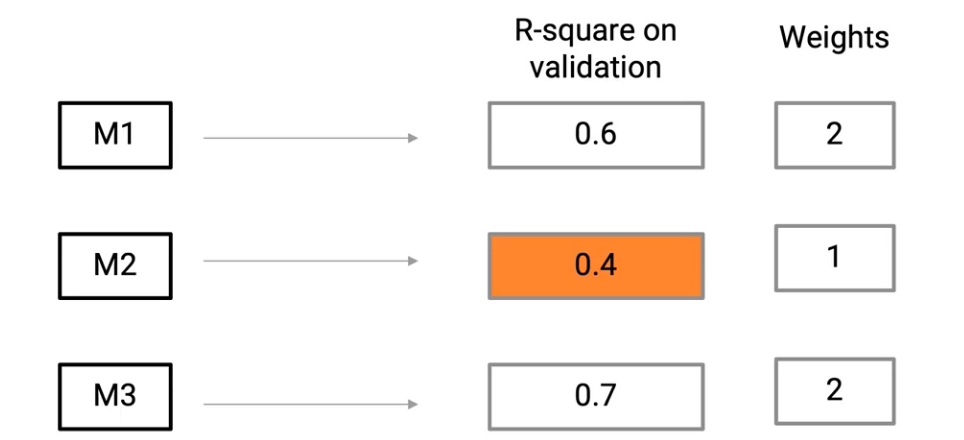 R-square on
validation
Weights
M1
0.6
2
M2
0.4
1
M3
0.7
2